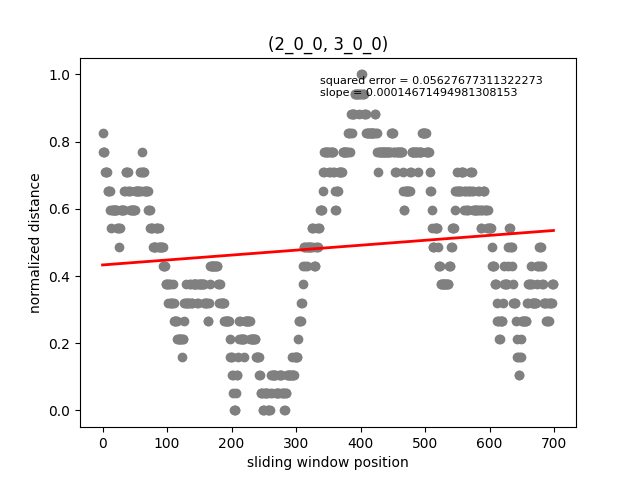 (2_0_0, 3_0_0)
squared error = 0.05627677311322273
slope = 0.00014671494981308153
normalized distance
1.0
0.8
0.6
0.4
0.2
0.0
0 100 200 300 400 500 600 700
sliding window position